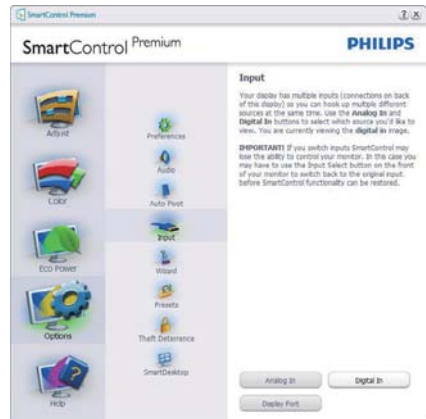 SmartControl Premium
SmartControl Premium
PHILIPS
Adjust
Color
Eco Power
Options
Help
Preferences
Audio
Auto Pivot
Input
Wizard
Presets
Theft Deterrence
SmartDesktop
Input
Your display has multiple inputs (connections on back
of this display) so you can hook up multiple different
sources at the same time. Use the Analog In and
Digital In buttons to select which source you'd like to
view. You are currently viewing the digital in image.
IMPORTANT! If you switch inputs SmartControl may
lose the ability to control your monitor. In this case you
may have to use the Input Select button on the front
of your monitor to switch back to the original input
before SmartControl functionality can be restored.
Analog In
Digital In
Display Port